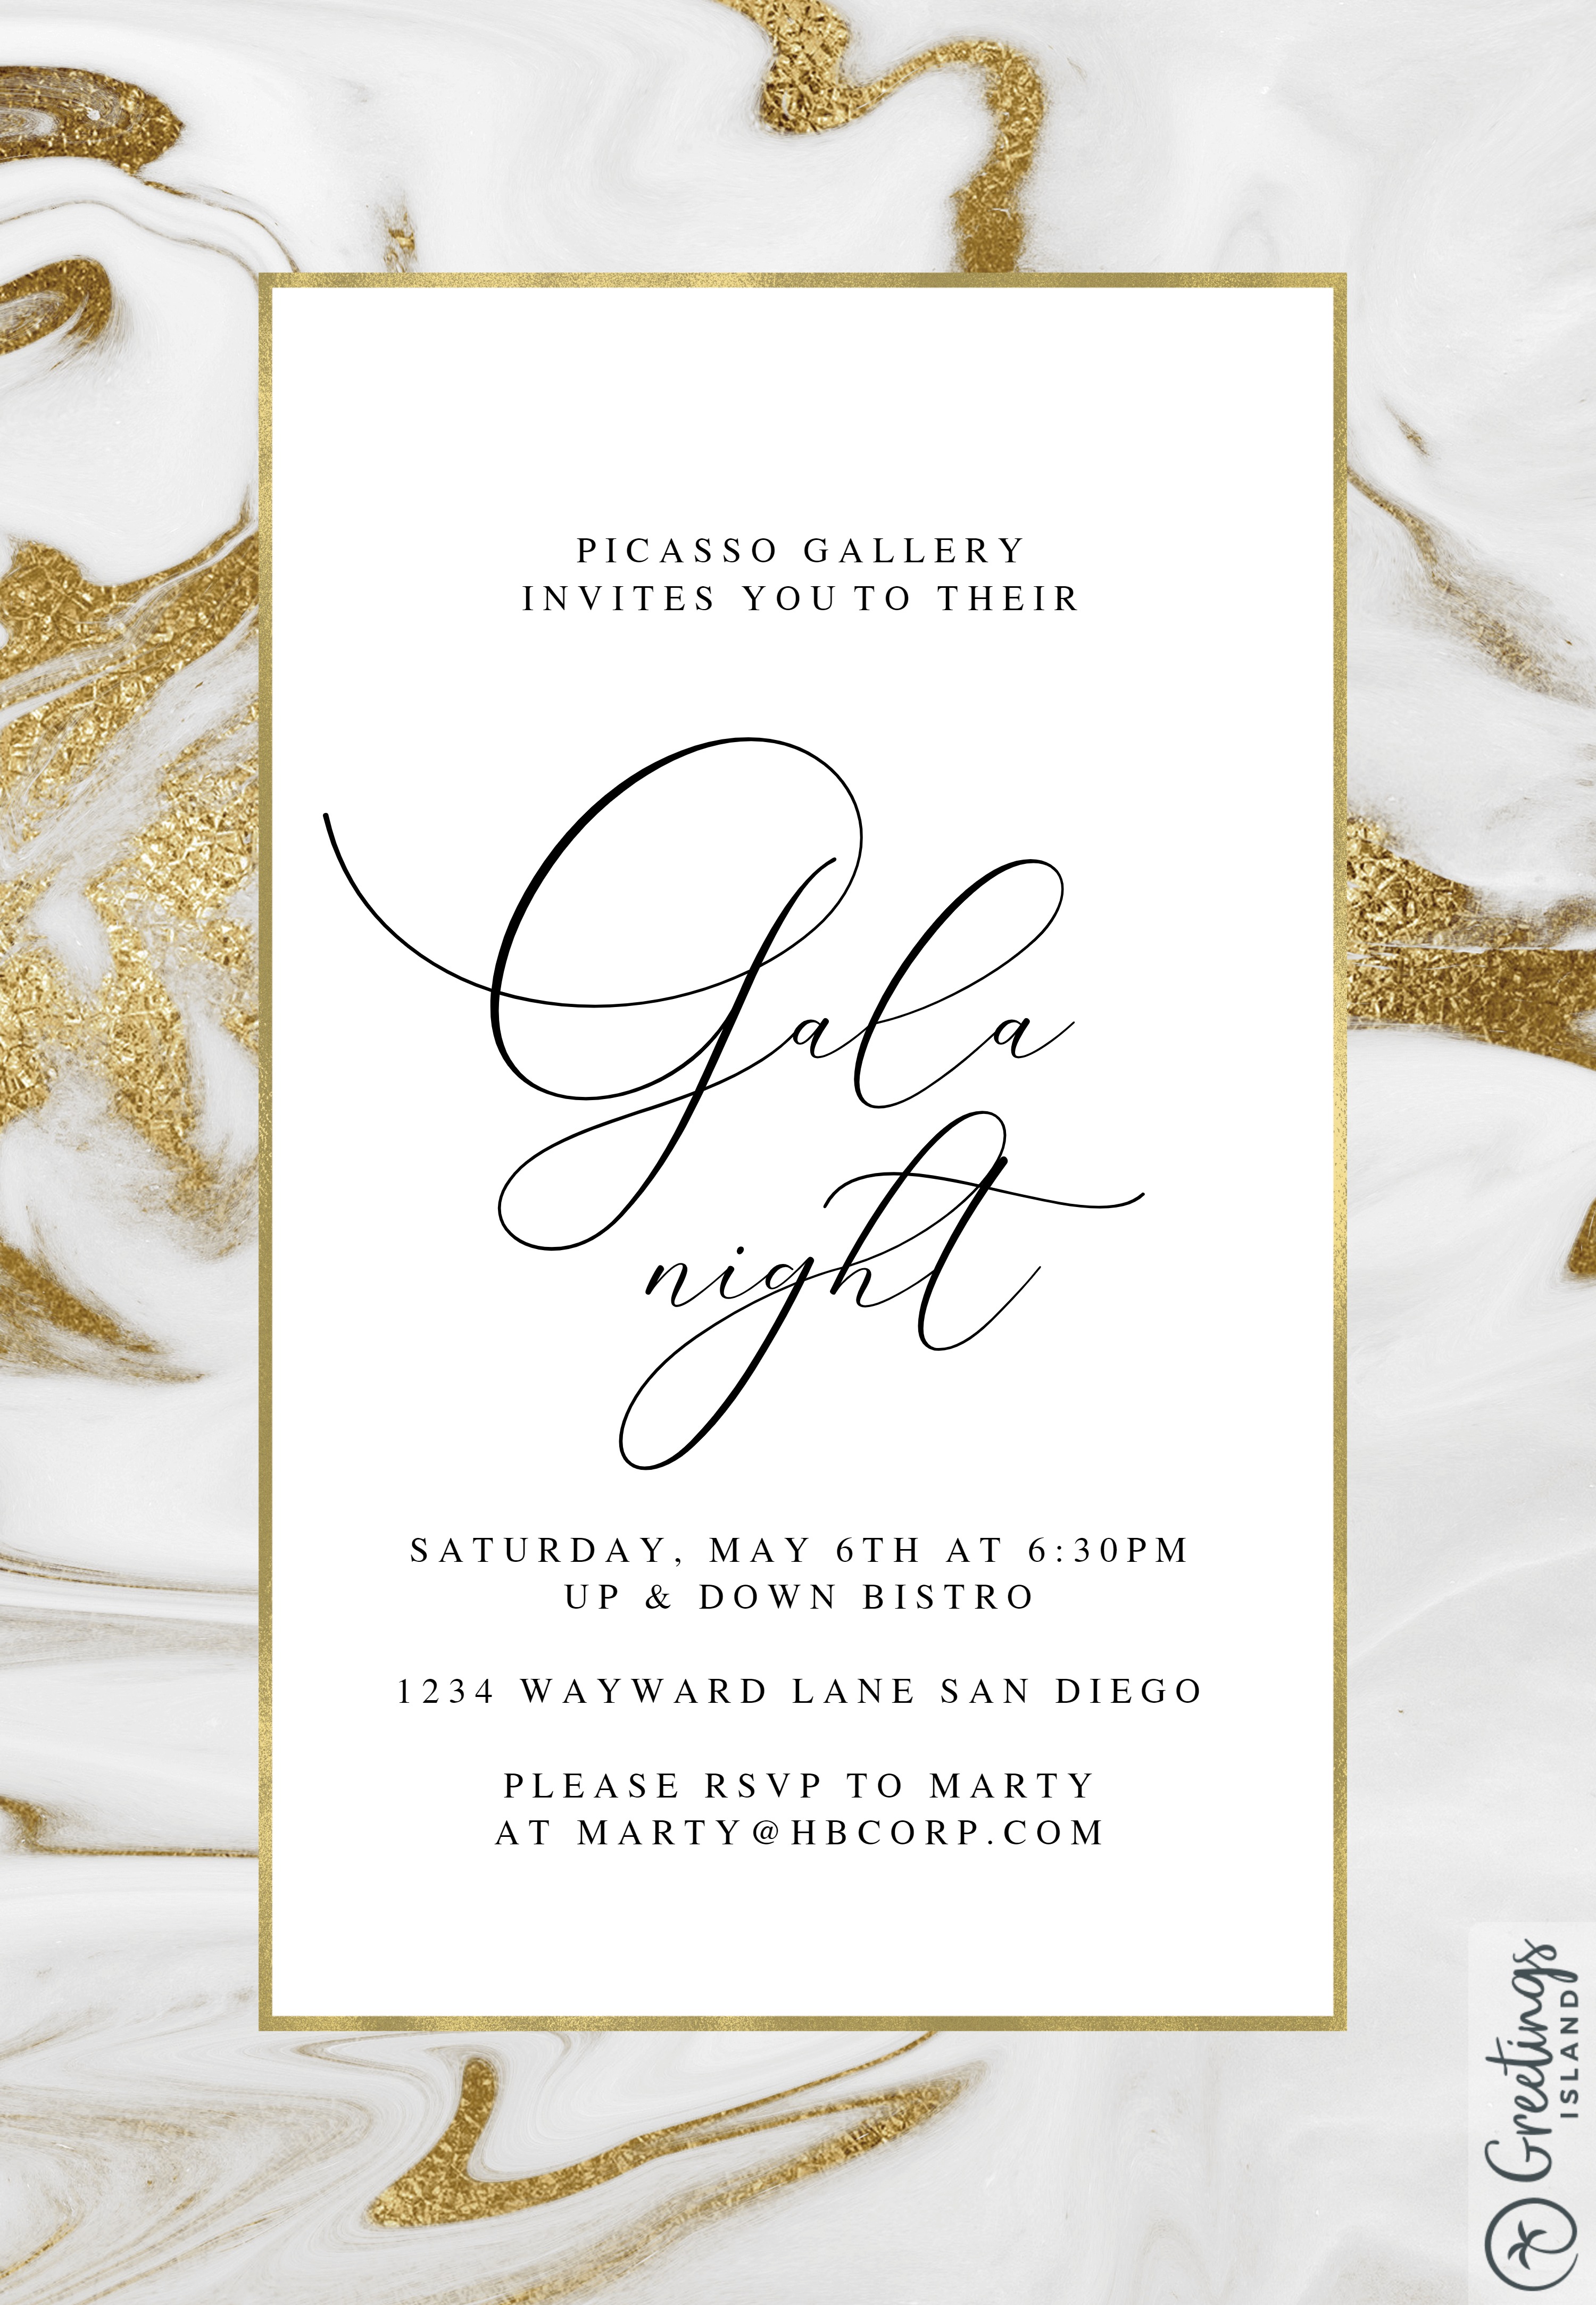 PICASSO GALLERY
INVITES YOU TO THEIR
Gala
night
SATURDAY, MAY 6TH AT 6:30PM
UP & DOWN BISTRO
1234 WAYWARD LANE SAN DIEGO
PLEASE RSVP TO MARTY
AT MARTY@HBCORP.COM
Greetings
ISLAND